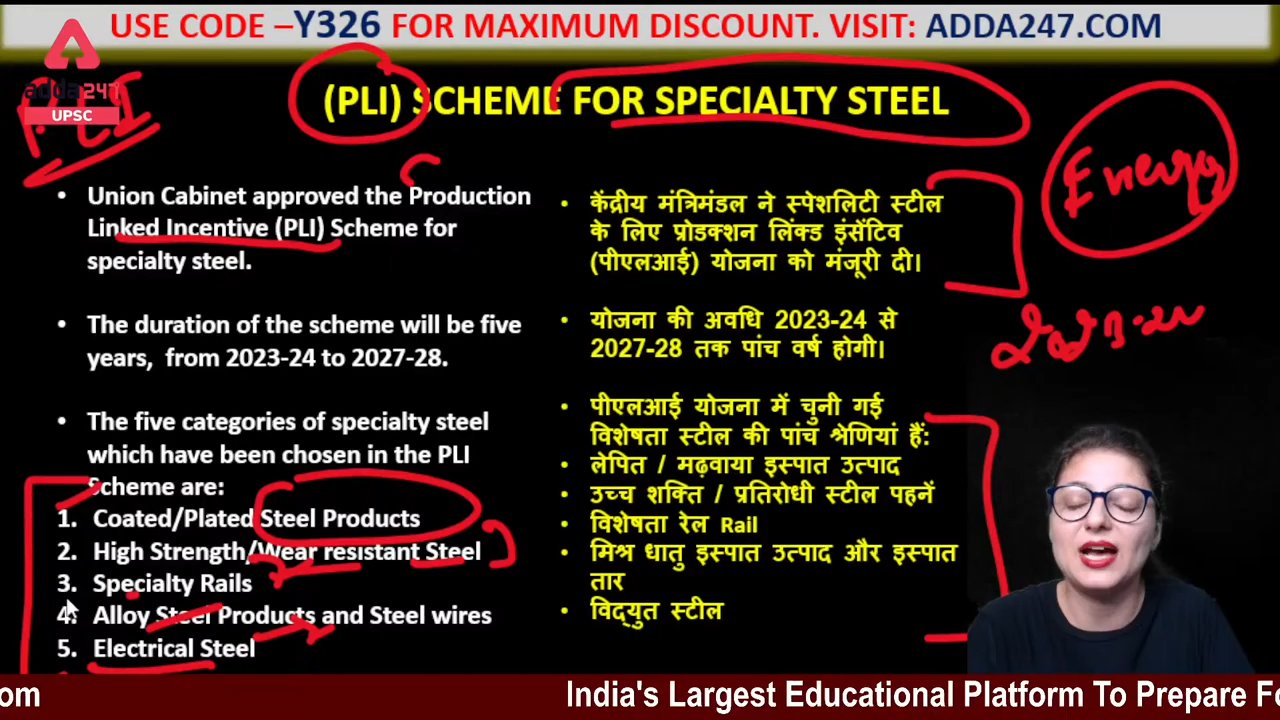 USE CODE –Y326 FOR MAXIMUM DISCOUNT. VISIT: ADDA247.COM
adda247
UPSC
PLI
(PLI) SCHEME FOR SPECIALTY STEEL
Energy
• Union Cabinet approved the Production
Linked Incentive (PLI) Scheme for
specialty steel.
• The duration of the scheme will be five
years, from 2023-24 to 2027-28.
• The five categories of specialty steel
which have been chosen in the PLI
Scheme are:
1. Coated/Plated Steel Products
2. High Strength/Wear resistant Steel
3. Specialty Rails
4. Alloy Steel Products and Steel wires
5. Electrical Steel
• केंद्रीय मंत्रिमंडल ने स्पेशलिटी स्टील
के लिए प्रोडक्शन लिंक्ड इंसेंटिव
(पीएलआई) योजना को मंजूरी दी।
• योजना की अवधि 2023-24 से
2027-28 तक पांच वर्ष होगी।
• पीएलआई योजना में चुनी गई
विशेषता स्टील की पांच श्रेणियां हैं:
• लेपित / मढ़वाया इस्पात उत्पाद
• उच्च शक्ति / प्रतिरोधी स्टील पहनें
• विशेषता रेल Rail
• मिश्र धातु इस्पात उत्पाद और इस्पात
तार
• विद्युत स्टील
om
India's Largest Educational Platform To Prepare Fo